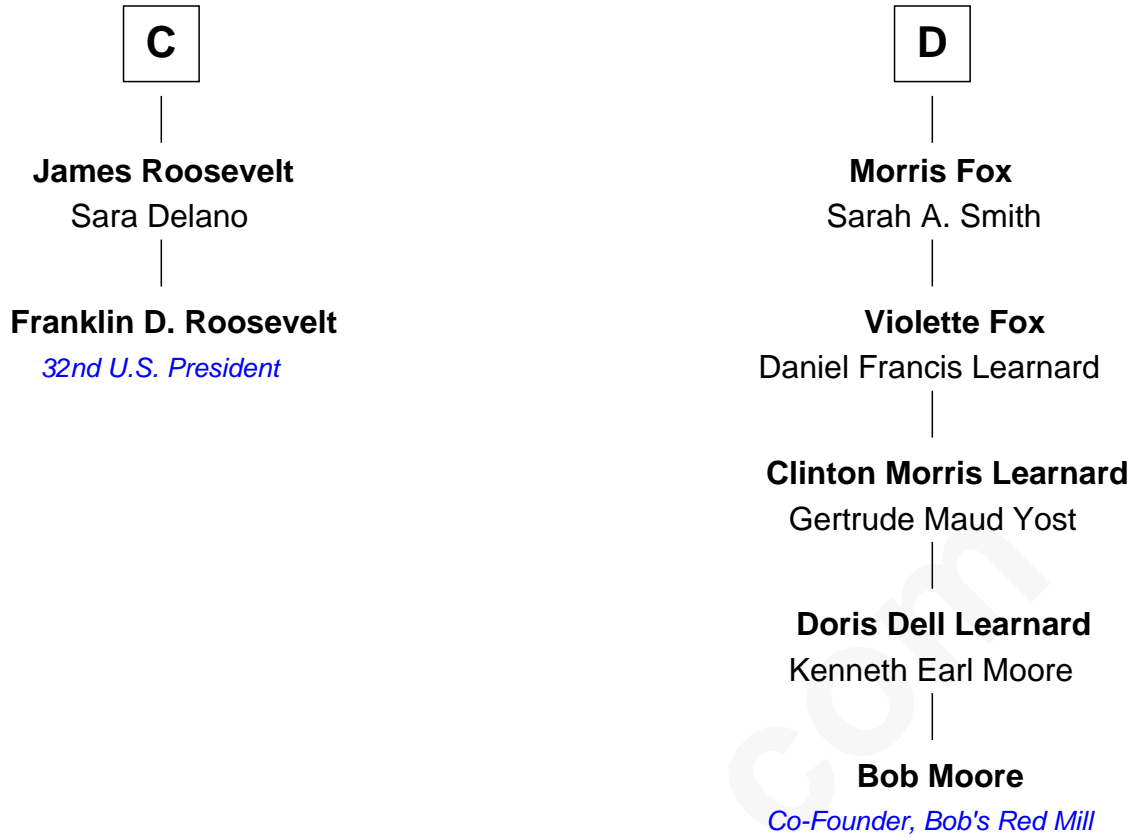 C
James Roosevelt
Sara Delano
Franklin D. Roosevelt
32nd U.S. President
D
Morris Fox
Sarah A. Smith
Violette Fox
Daniel Francis Learnard
Clinton Morris Learnard
Gertrude Maud Yost
Doris Dell Learnard
Kenneth Earl Moore
Bob Moore
Co-Founder, Bob's Red Mill
com